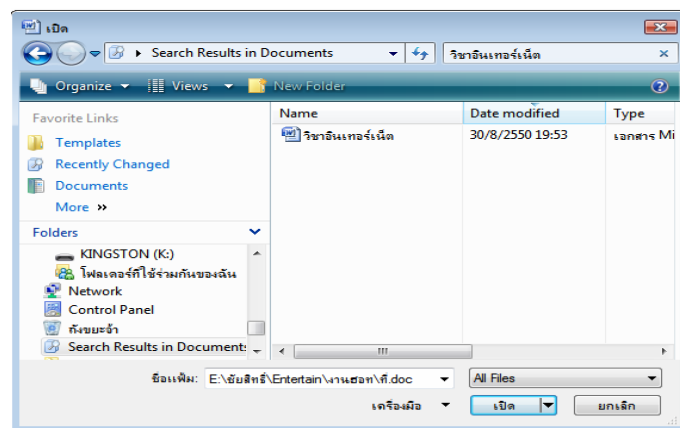 เปิด
Search Results in Documents
วิชาอินเทอร์เน็ต
Organize Views New Folder
Favorite Links
Templates
Recently Changed
Documents
More »
Folders
KINGSTON (K:)
โฟลเดอร์ที่ใช้ร่วมกันของฉัน
Network
Control Panel
ถังขยะจ้า
Search Results in Documents
Name Date modified Type
วิชาอินเทอร์เน็ต 30/8/2550 19:53 เอกสาร Mi
ชื่อแฟ้ม: E:\ชัยสิทธิ์\Entertain\งานฮอท\ที่.doc All Files
เครื่องมือ เปิด ยกเลิก